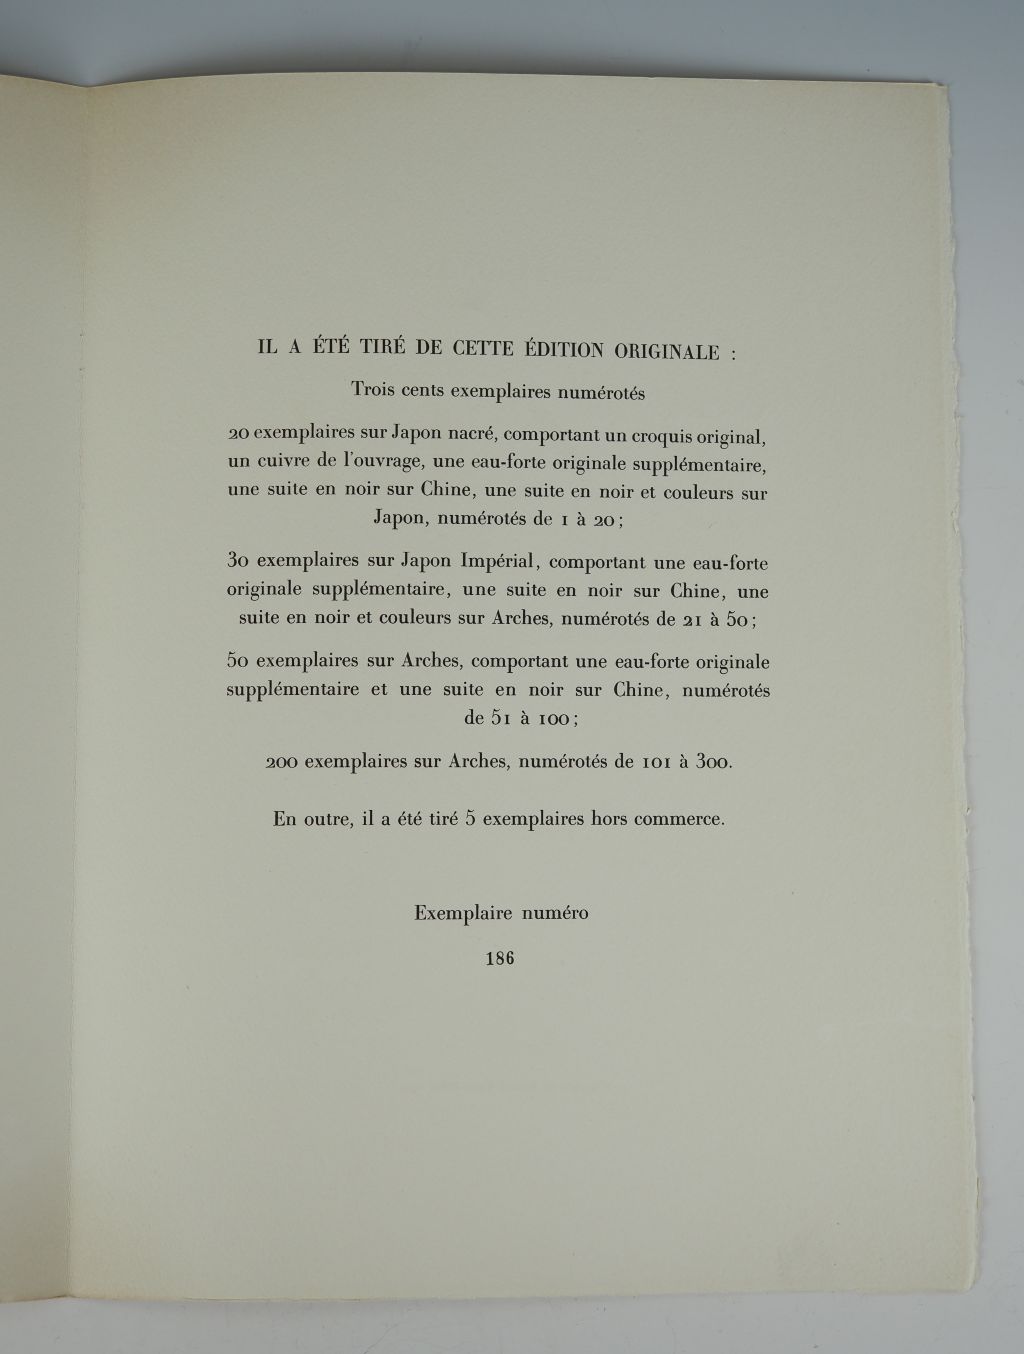 IL A ÉTÉ TIRÉ DE CETTE ÉDITION ORIGINALE :
Trois cents exemplaires numérotés
20 exemplaires sur Japon nacré, comportant un croquis original,
un cuivre de l'ouvrage, une eau-forte originale supplémentaire,
une suite en noir sur Chine, une suite en noir et couleurs sur
Japon, numérotés de 1 à 20 ;
30 exemplaires sur Japon Impérial, comportant une eau-forte
originale supplémentaire, une suite en noir sur Chine, une
suite en noir et couleurs sur Arches, numérotés de 21 à 50 ;
50 exemplaires sur Arches, comportant une eau-forte originale
supplémentaire et une suite en noir sur Chine, numérotés
de 51 à 100 ;
200 exemplaires sur Arches, numérotés de 101 à 300.
En outre, il a été tiré 5 exemplaires hors commerce.
Exemplaire numéro
186